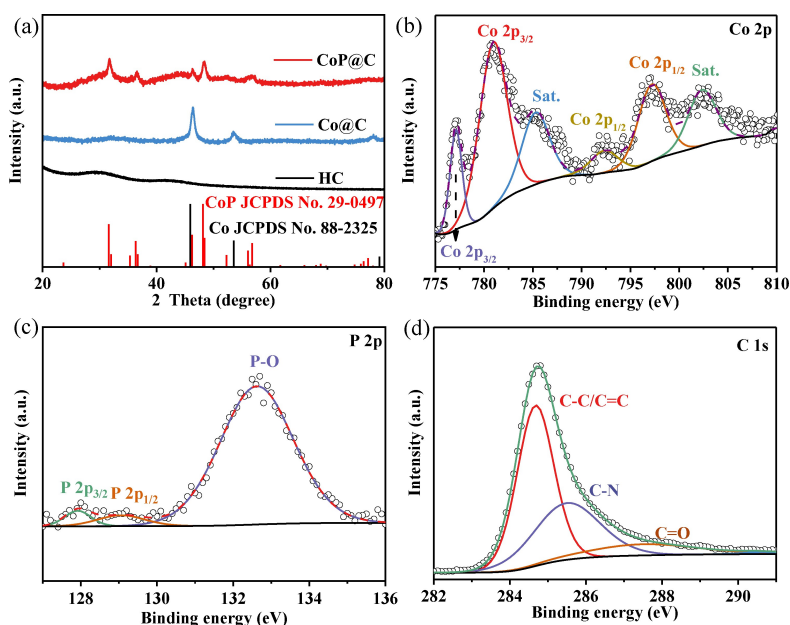 (a)
CoP@C
Co@C
HC
CoP JCPDS No. 29-0497
Co JCPDS No. 88-2325
Intensity (a.u.)
20 30 40 50 60 70 80
2 Theta (degree)
(b)
Co 2p
Co 2p3/2
Sat.
Co 2p1/2
Co 2p1/2
Sat.
Co 2p3/2
Intensity (a.u.)
775 780 785 790 795 800 805 810
Binding energy (eV)
(c)
P 2p
P-O
P 2p3/2
P 2p1/2
Intensity (a.u.)
128 130 132 134 136
Binding energy (eV)
(d)
C 1s
C-C/C=C
C-N
C=O
Intensity (a.u.)
282 284 286 288 290
Binding energy (eV)